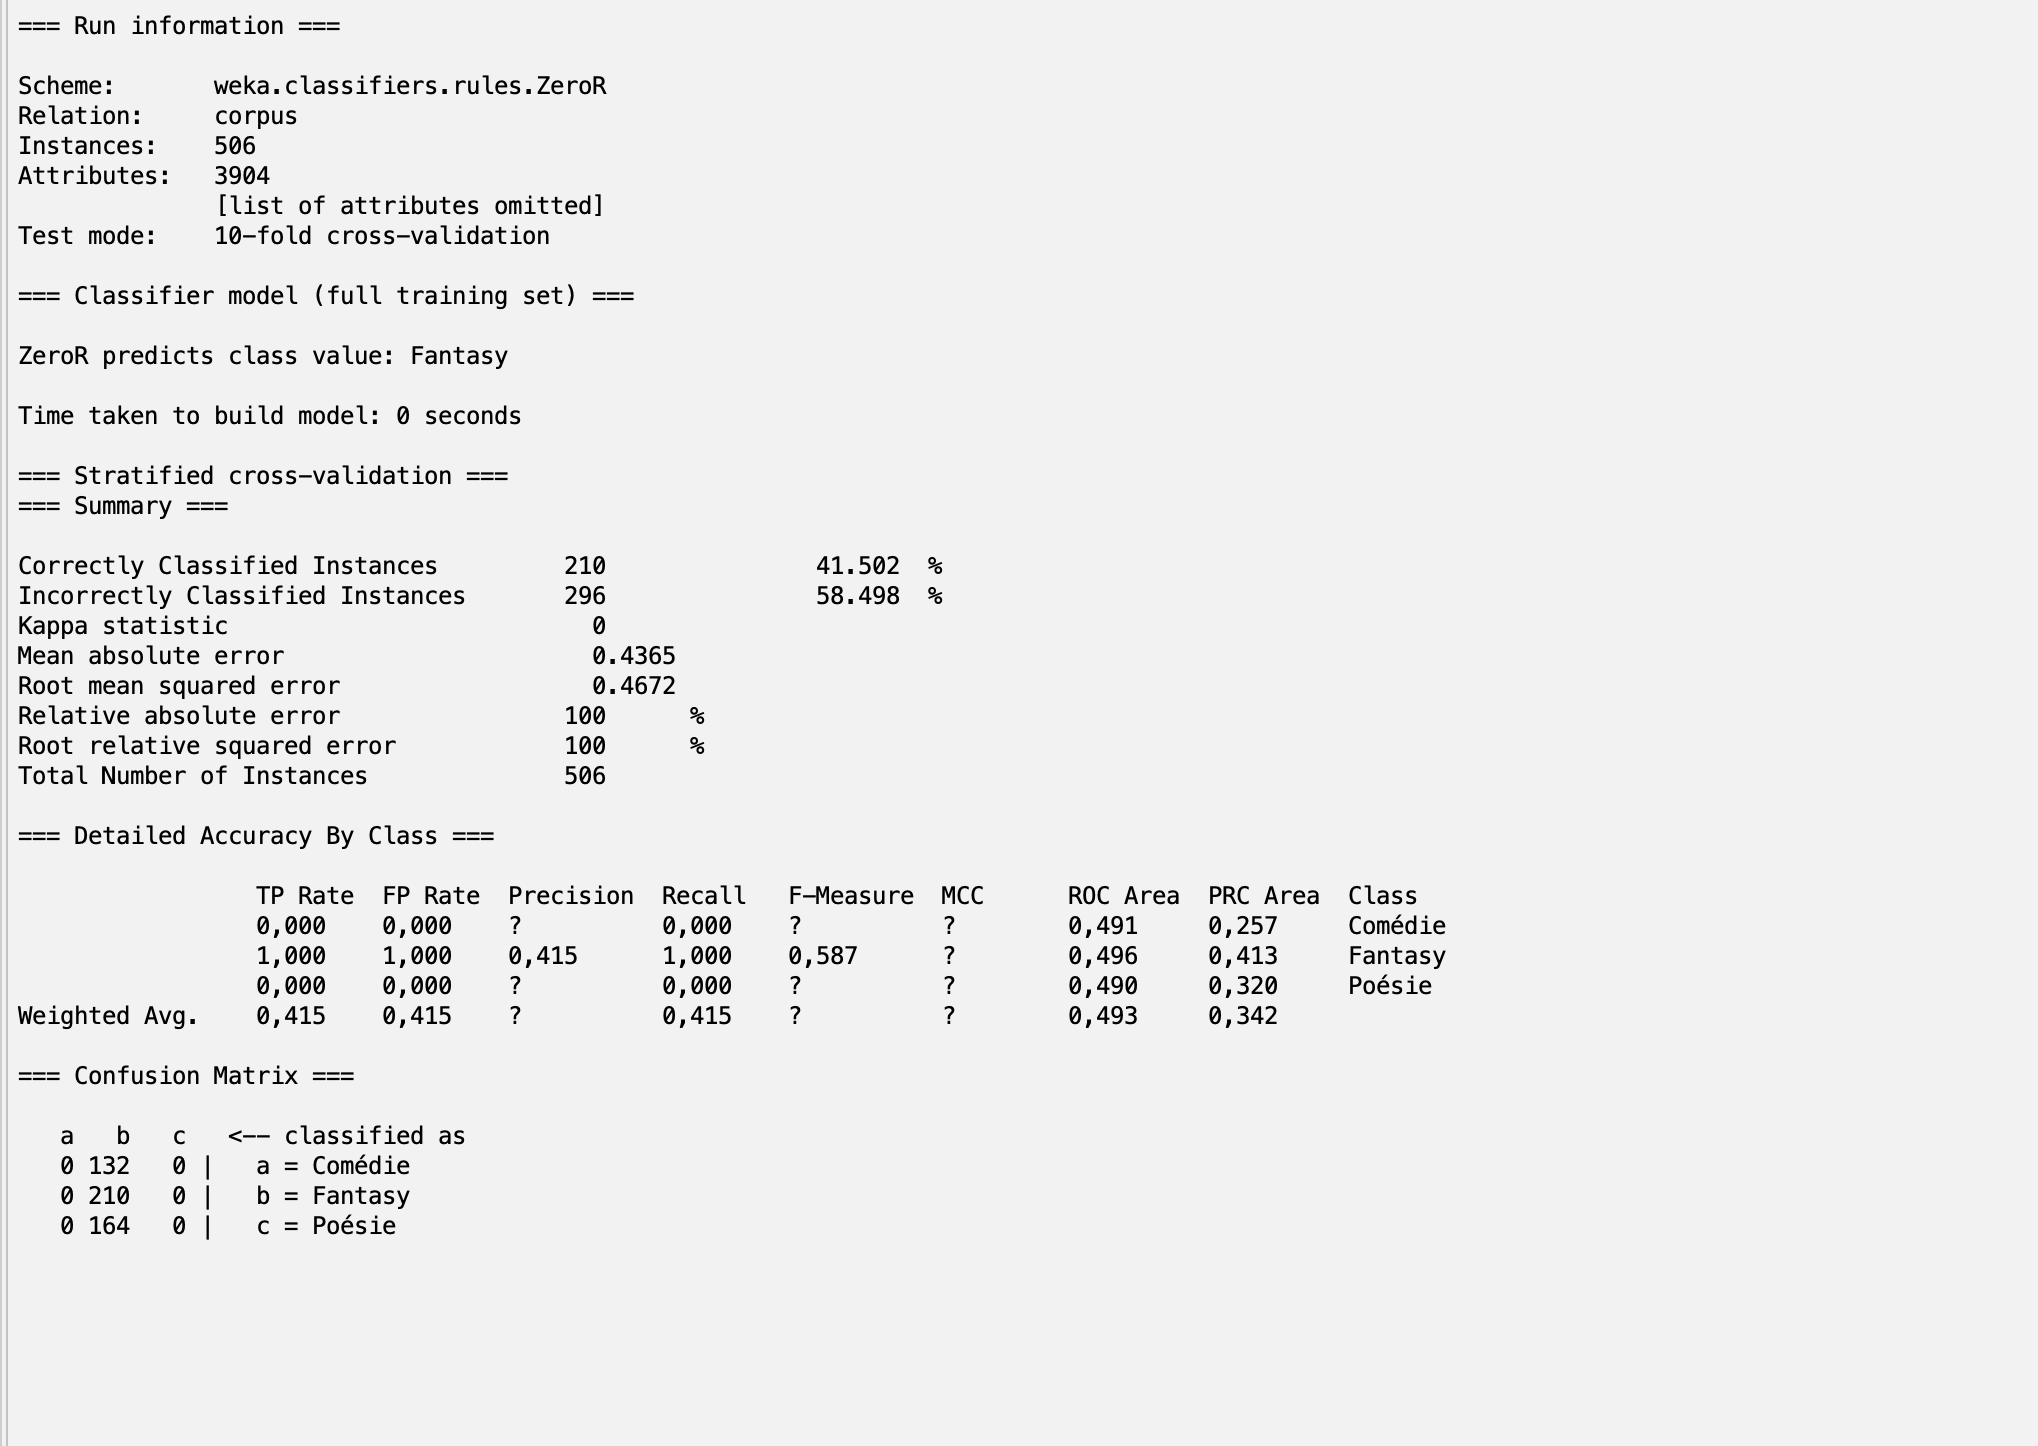 === Run information ===
Scheme:       weka.classifiers.rules.ZeroR
Relation:     corpus
Instances:    506
Attributes:   3904
              [list of attributes omitted]
Test mode:    10-fold cross-validation
=== Classifier model (full training set) ===
ZeroR predicts class value: Fantasy
Time taken to build model: 0 seconds
=== Stratified cross-validation ===
=== Summary ===
Correctly Classified Instances         210               41.502  %
Incorrectly Classified Instances       296               58.498  %
Kappa statistic                          0
Mean absolute error                      0.4365
Root mean squared error                  0.4672
Relative absolute error                100      %
Root relative squared error            100      %
Total Number of Instances              506
=== Detailed Accuracy By Class ===
                 TP Rate  FP Rate  Precision  Recall   F-Measure  MCC      ROC Area  PRC Area  Class
                 0,000    0,000    ?          0,000    ?          ?        0,491     0,257     Comédie
                 1,000    1,000    0,415      1,000    0,587      ?        0,496     0,413     Fantasy
                 0,000    0,000    ?          0,000    ?          ?        0,490     0,320     Poésie
Weighted Avg.    0,415    0,415    ?          0,415    ?          ?        0,493     0,342
=== Confusion Matrix ===
   a   b   c   <-- classified as
   0 132   0 |   a = Comédie
   0 210   0 |   b = Fantasy
   0 164   0 |   c = Poésie